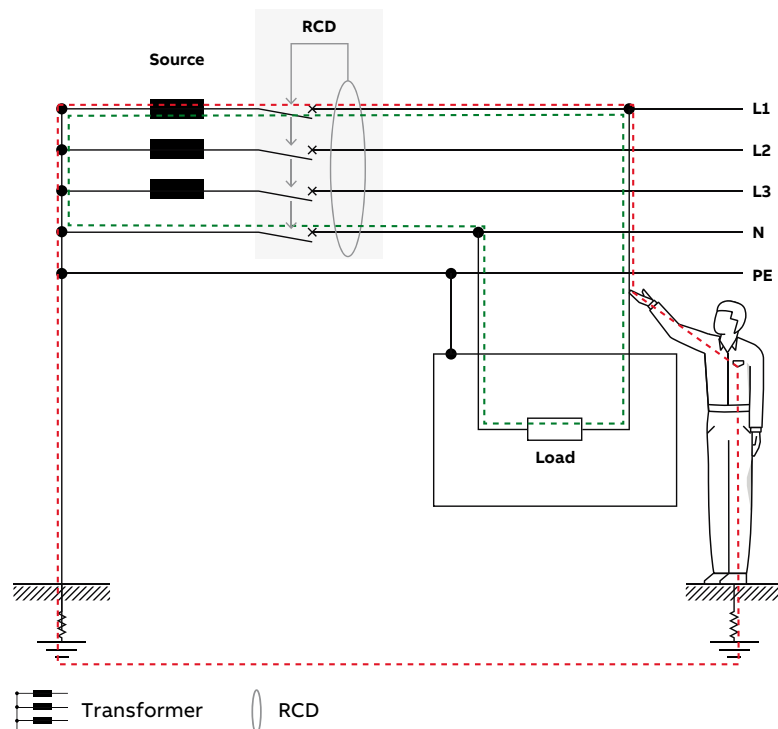 RCD
Source
L1
L2
L3
N
PE
Load
Transformer
RCD